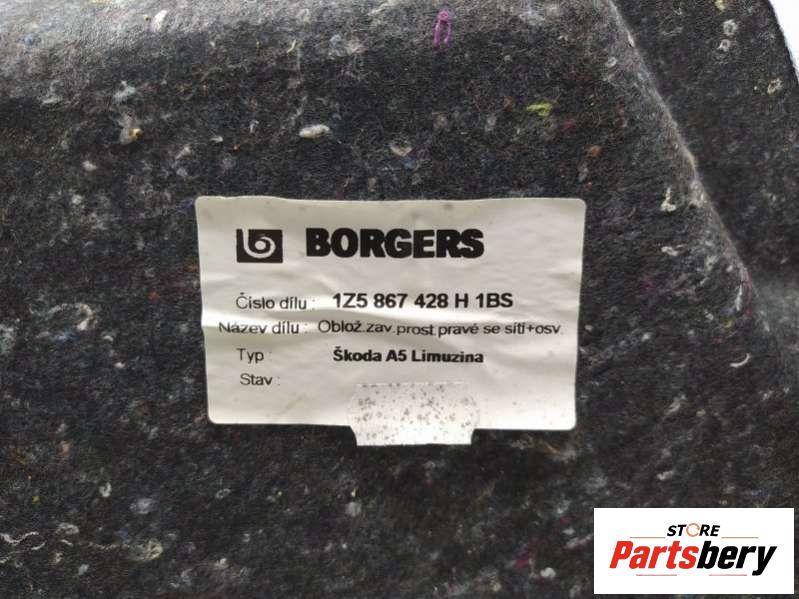 BORGERS
Číslo dílu : 1Z5 867 428 H 1BS
Název dílu : Oblož.zav.prost.pravé se sítí+osv.
Typ : Škoda A5 Limuzina
Stav :
STORE
Partsbery